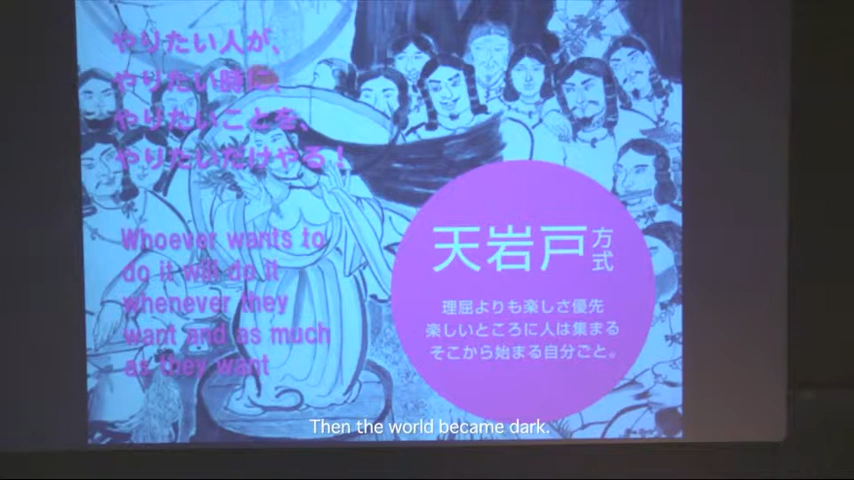 やりたい人が、
やりたい時に、
やりたいことを、
やりたいだけやる！
Whoever wants to
do it will do it
whenever they
want and as much
as they want
天岩戸方式
理屈よりも楽しさ優先
楽しいところに人は集まる
そこから始まる自分ごと。
Then the world became dark.